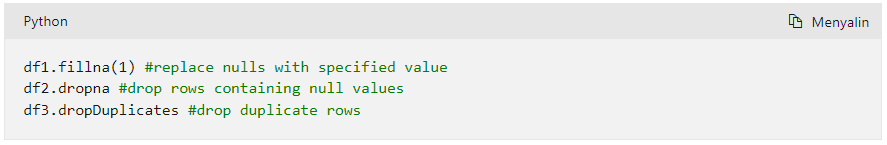 Python Menyalin
df1.fillna(1) #replace nulls with specified value
df2.dropna #drop rows containing null values
df3.dropDuplicates #drop duplicate rows